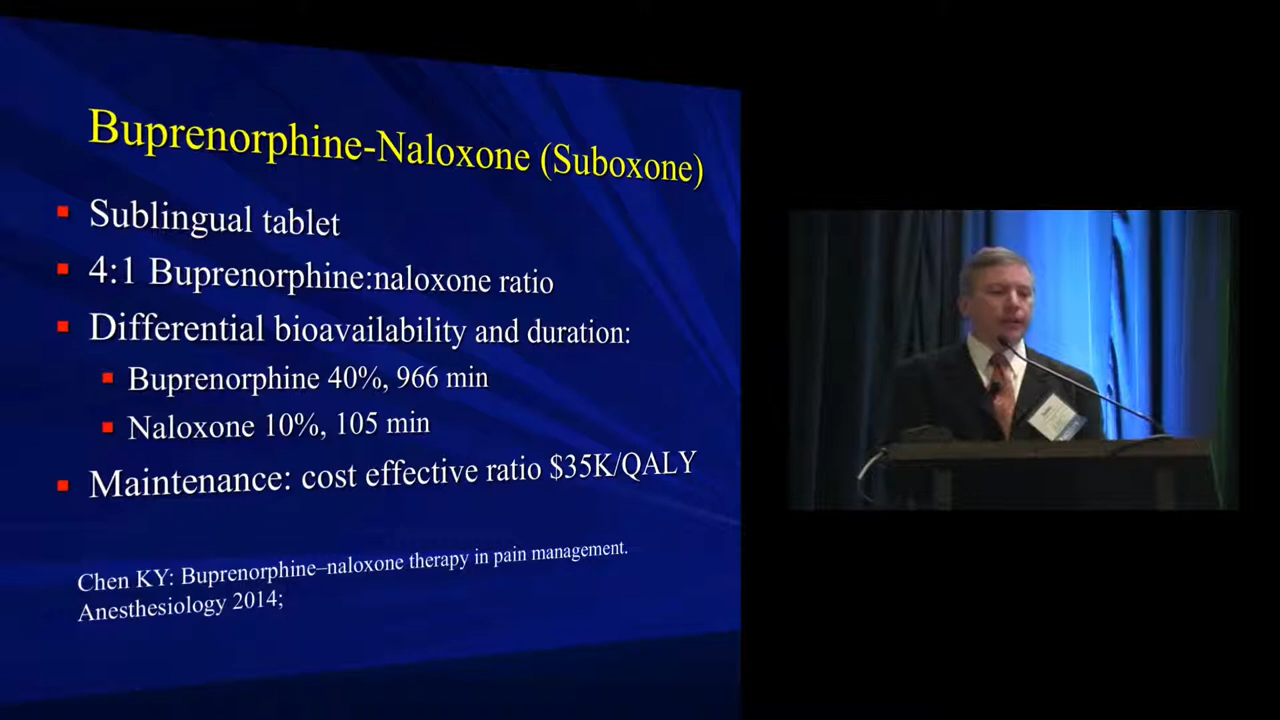 Buprenorphine-Naloxone (Suboxone)
Sublingual tablet
4:1 Buprenorphine:naloxone ratio
Differential bioavailability and duration:
Buprenorphine 40%, 966 min
Naloxone 10%, 105 min
Maintenance: cost effective ratio $35K/QALY
Chen KY: Buprenorphine–naloxone therapy in pain management.
Anesthesiology 2014;